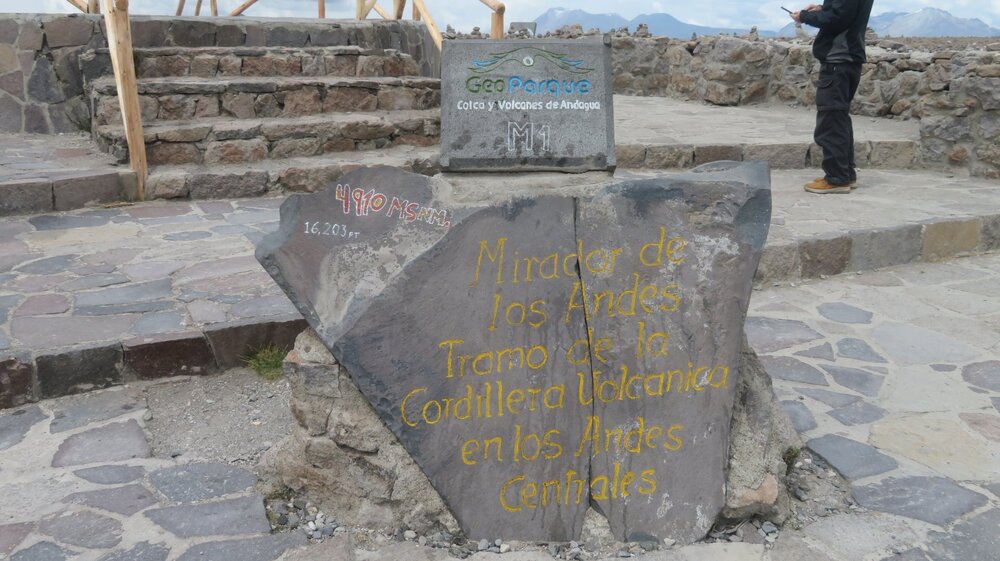 GeoParque
Colca y Volcanes de Andagua
M1
4910 MSNM.
16.203 FT
Mirador de
los Andes
Tramo de la
Cordillera Volcanica
en los Andes
Centrales